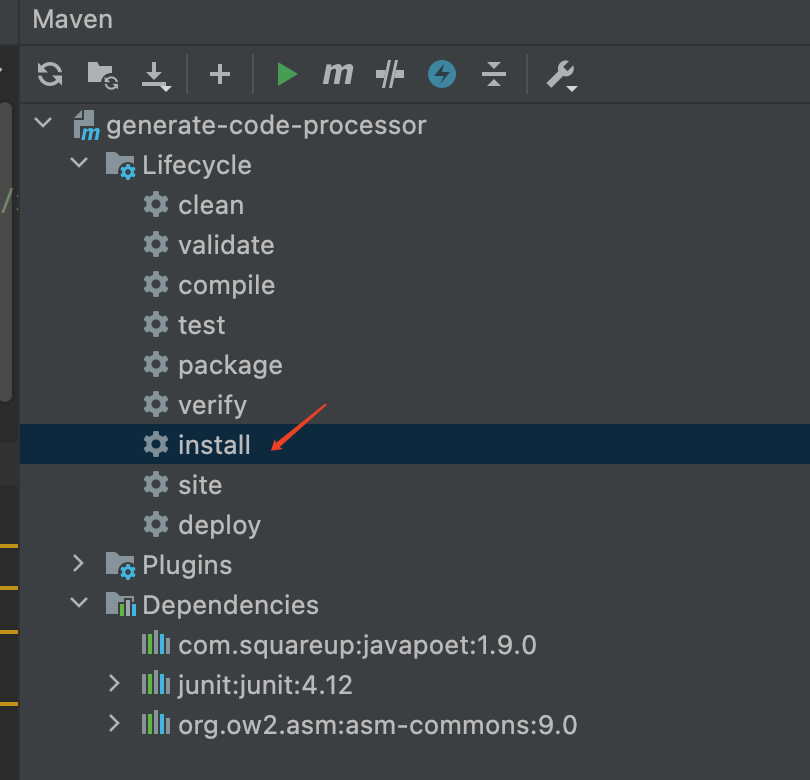 Maven
m
generate-code-processor
Lifecycle
clean
validate
compile
test
package
verify
install
site
deploy
Plugins
Dependencies
com.squareup:javapoet:1.9.0
junit:junit:4.12
org.ow2.asm:asm-commons:9.0